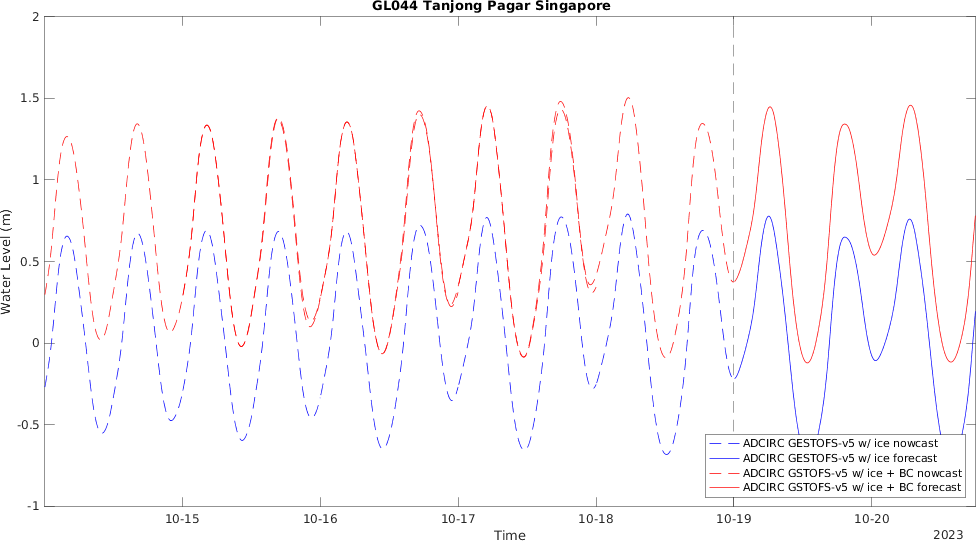 GL044 Tanjong Pagar Singapore
2
1.5
1
0.5
0
-0.5
-1
Water Level (m)
ADCIRC GESTOFS-v5 w/ ice nowcast
ADCIRC GESTOFS-v5 w/ ice forecast
ADCIRC GSTOFS-v5 w/ ice + BC nowcast
ADCIRC GSTOFS-v5 w/ ice + BC forecast
10-15 10-16 10-17 10-18 10-19 10-20
Time
2023